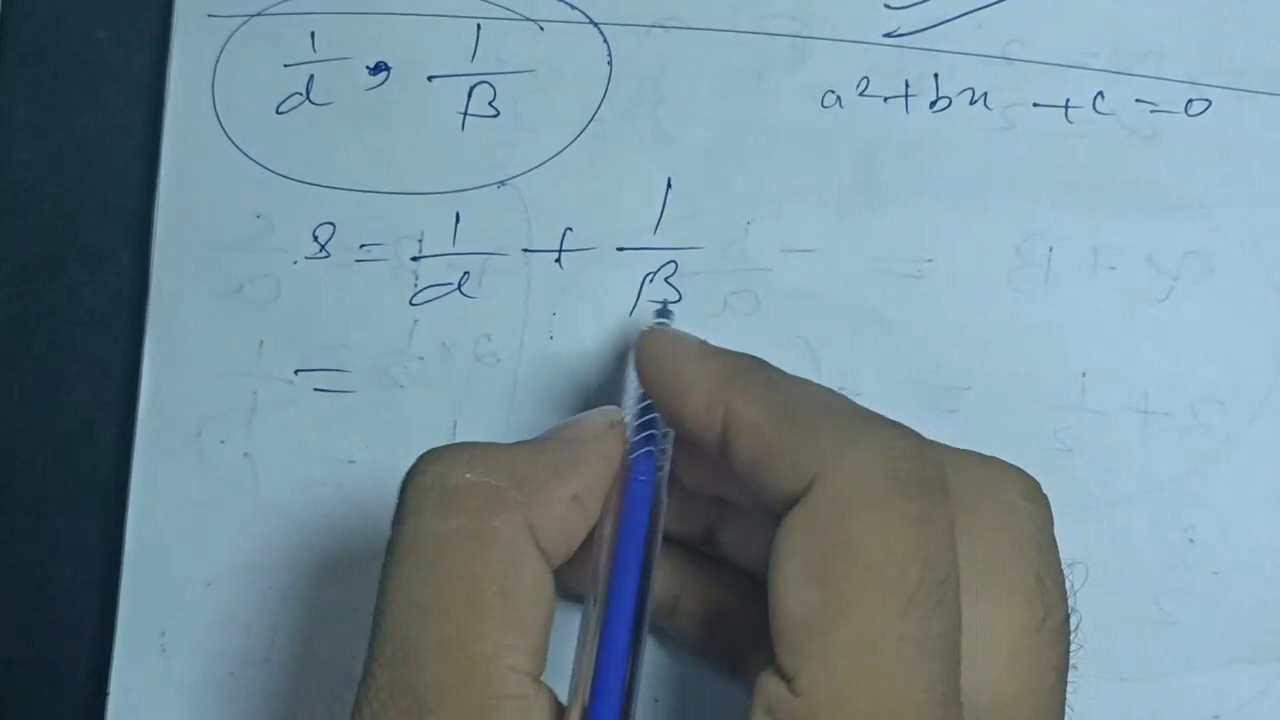 1/α , 1/β
a²+bx +c=0
S = 1/α + 1/β
=